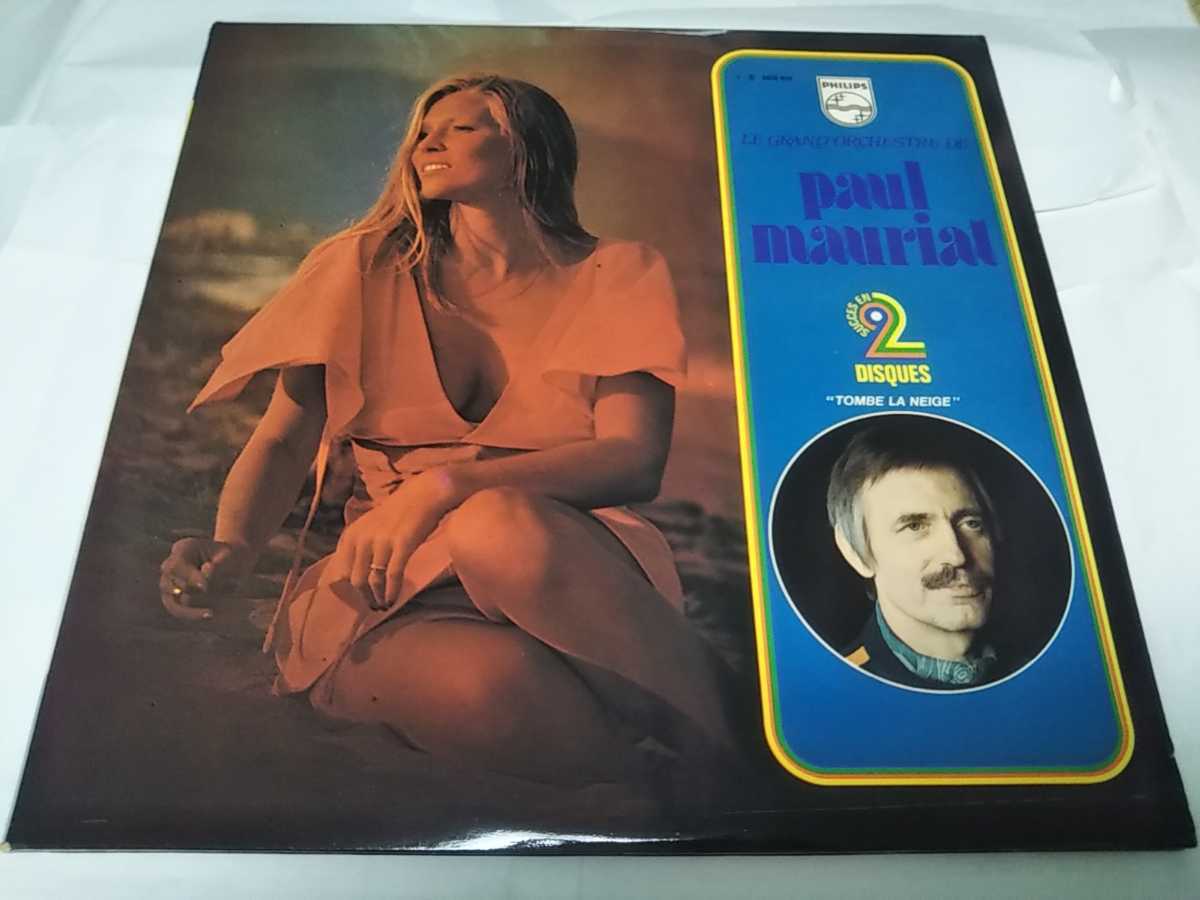 PHILIPS
LE GRAND ORCHESTRE DE
paul
mauriat
SUCCES EN
2
DISQUES
"TOMBE LA NEIGE"